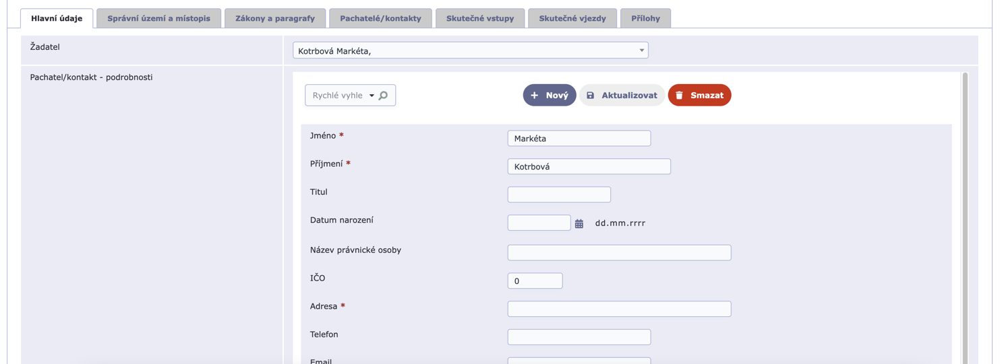 Hlavní údaje Správní území a místopis Zákony a paragrafy Pachatelé/kontakty Skutečné vstupy Skutečné vjezdy Přílohy
Žadatel Kotrbová Markéta,
Pachatel/kontakt - podrobnosti
Rychlé vyhle + Nový Aktualizovat Smazat
Jméno * Markéta
Příjmení * Kotrbová
Titul
Datum narození dd.mm.rrrr
Název právnické osoby
IČO 0
Adresa *
Telefon
Email